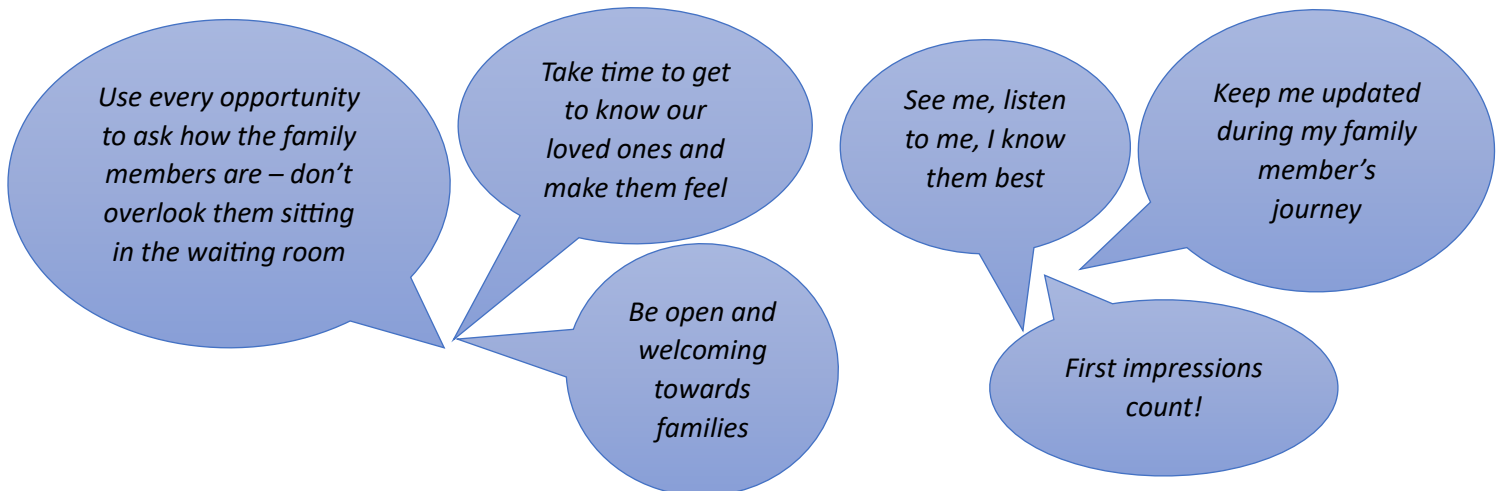 Use every opportunity
to ask how the family
members are – don’t
overlook them sitting
in the waiting room
Take time to get
to know our
loved ones and
make them feel
Be open and
welcoming
towards
families
See me, listen
to me, I know
them best
Keep me updated
during my family
member’s
journey
First impressions
count!